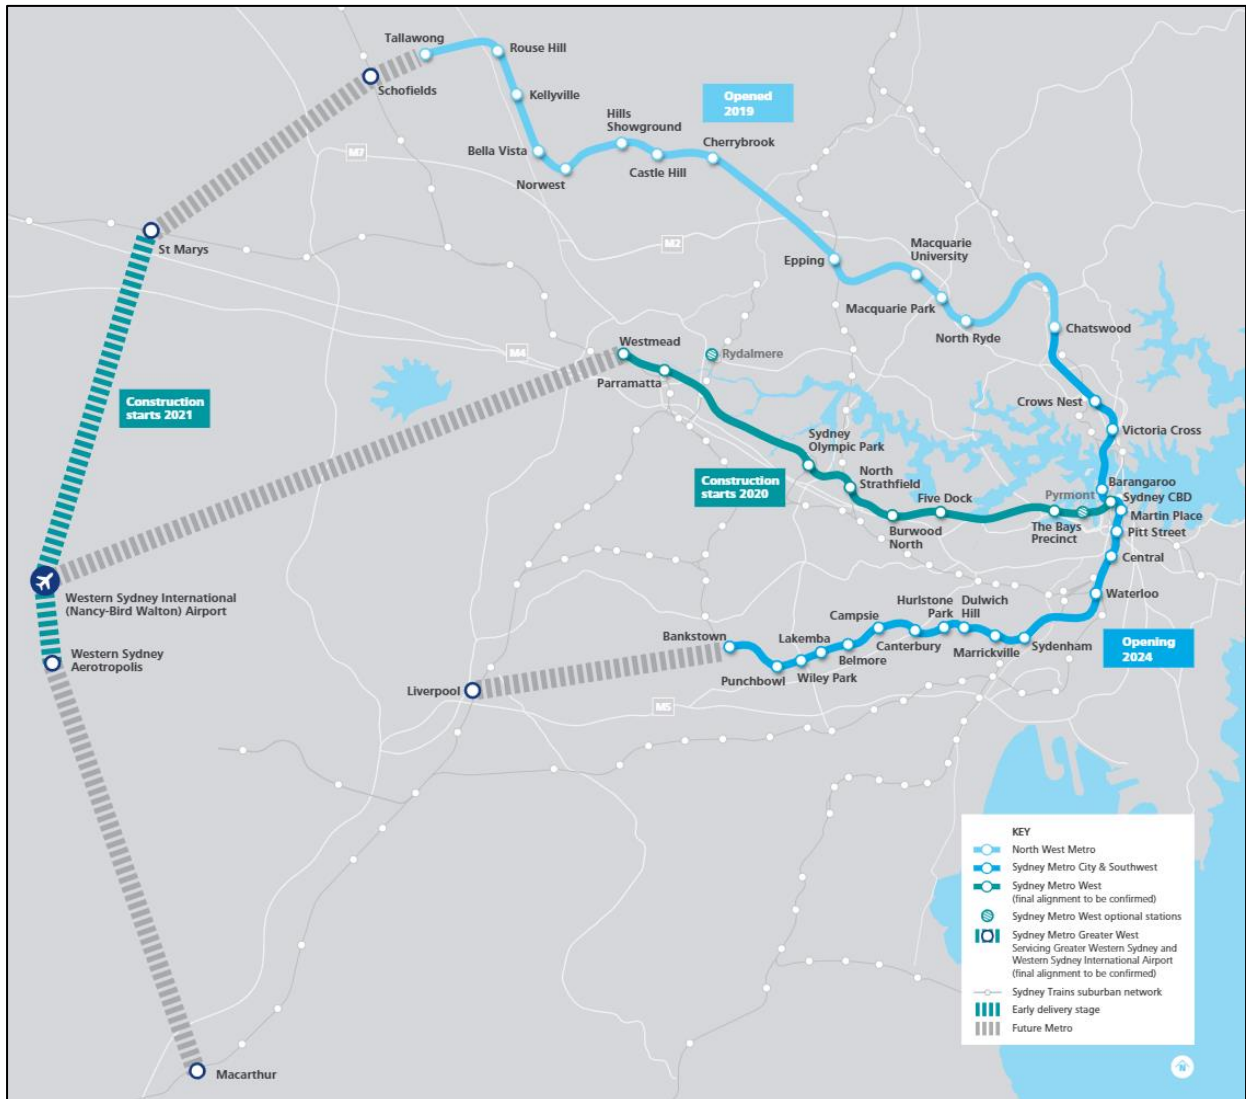 Tallawong
Rouse Hill
Schofields
Kellyville
Opened
2019
Hills
Showground
Cherrybrook
M7
Bella Vista
Castle Hill
Norwest
St Marys
M2
Macquarie
University
Epping
Macquarie Park
North Ryde
Chatswood
Westmead
M4
Rydalmere
Parramatta
Construction
starts 2021
Crows Nest
Victoria Cross
Sydney
Olympic Park
North
Strathfield
Construction
starts 2020
Five Dock
Pyrmont
Barangaroo
Sydney CBD
Martin Place
Burwood
North
The Bays
Precinct
Pitt Street
Central
Western Sydney International
(Nancy-Bird Walton) Airport
Waterloo
Hurlstone
Park
Dulwich
Hill
Campsie
Bankstown
Lakemba
Canterbury
Marrickville
Sydenham
Opening
2024
Belmore
Wiley Park
Punchbowl
Western Sydney
Aerotropolis
Liverpool
M5
KEY
North West Metro
Sydney Metro City & Southwest
Sydney Metro West
(final alignment to be confirmed)
Sydney Metro West optional stations
Sydney Metro Greater West
Servicing Greater Western Sydney and
Western Sydney International Airport
(final alignment to be confirmed)
Sydney Trains suburban network
Early delivery stage
Future Metro
Macarthur
N